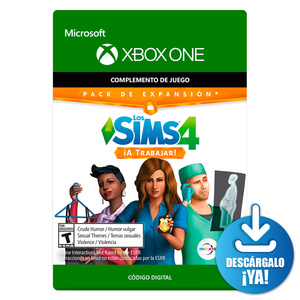 Microsoft
XBOX ONE
COMPLEMENTO DE JUEGO
PACK DE EXPANSIÓN*
Los
SIMS 4
¡A TRABAJAR!
T
Crude Humor / Humor vulgar
Sexual Themes / Temas sexuales
Violence / Violencia
CÓDIGO DIGITAL
DESCÁRGALO
¡YA!